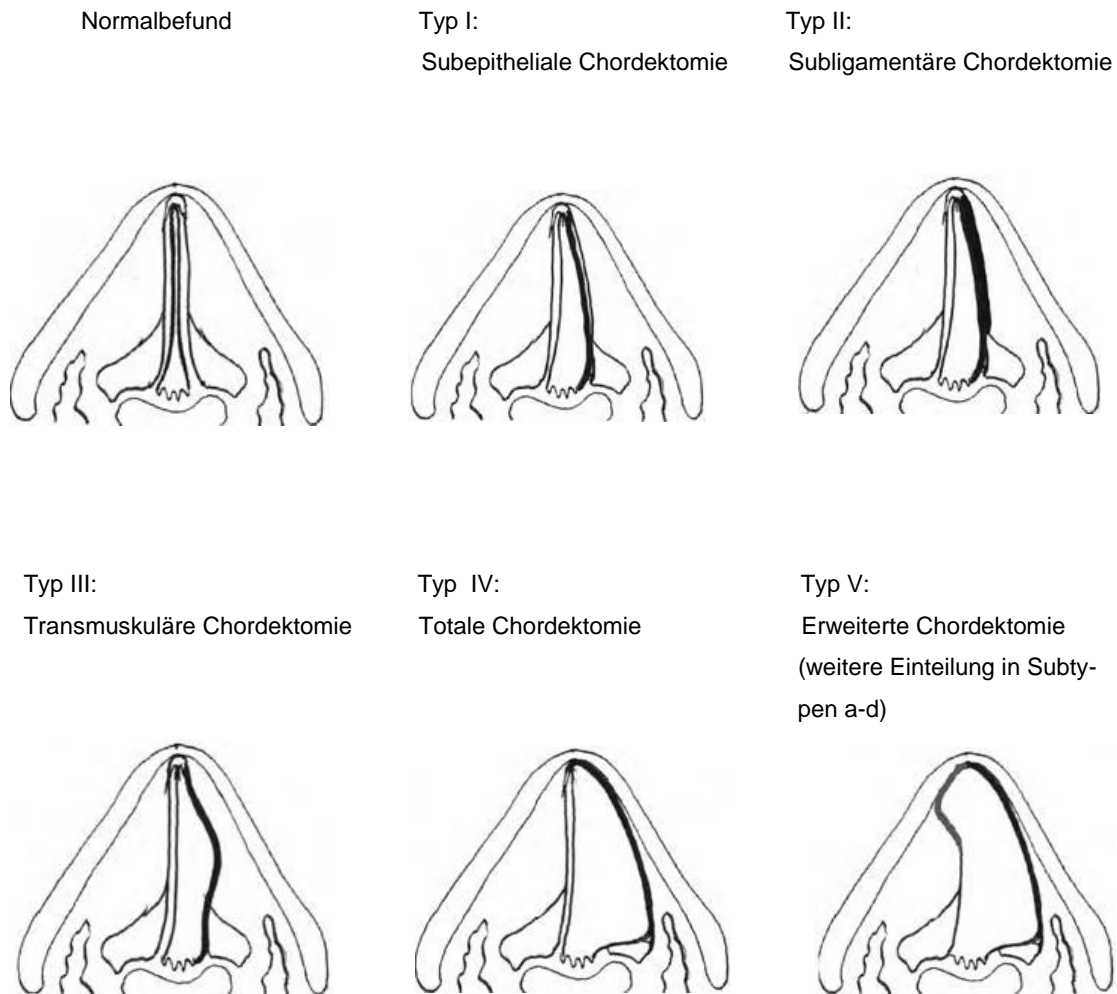 Normalbefund
Typ I:
Subepitheliale Chordektomie
Typ II:
Subligamentäre Chordektomie
Typ III:
Transmuskuläre Chordektomie
Typ IV:
Totale Chordektomie
Typ V:
Erweiterte Chordektomie
(weitere Einteilung in Subty-
pen a-d)